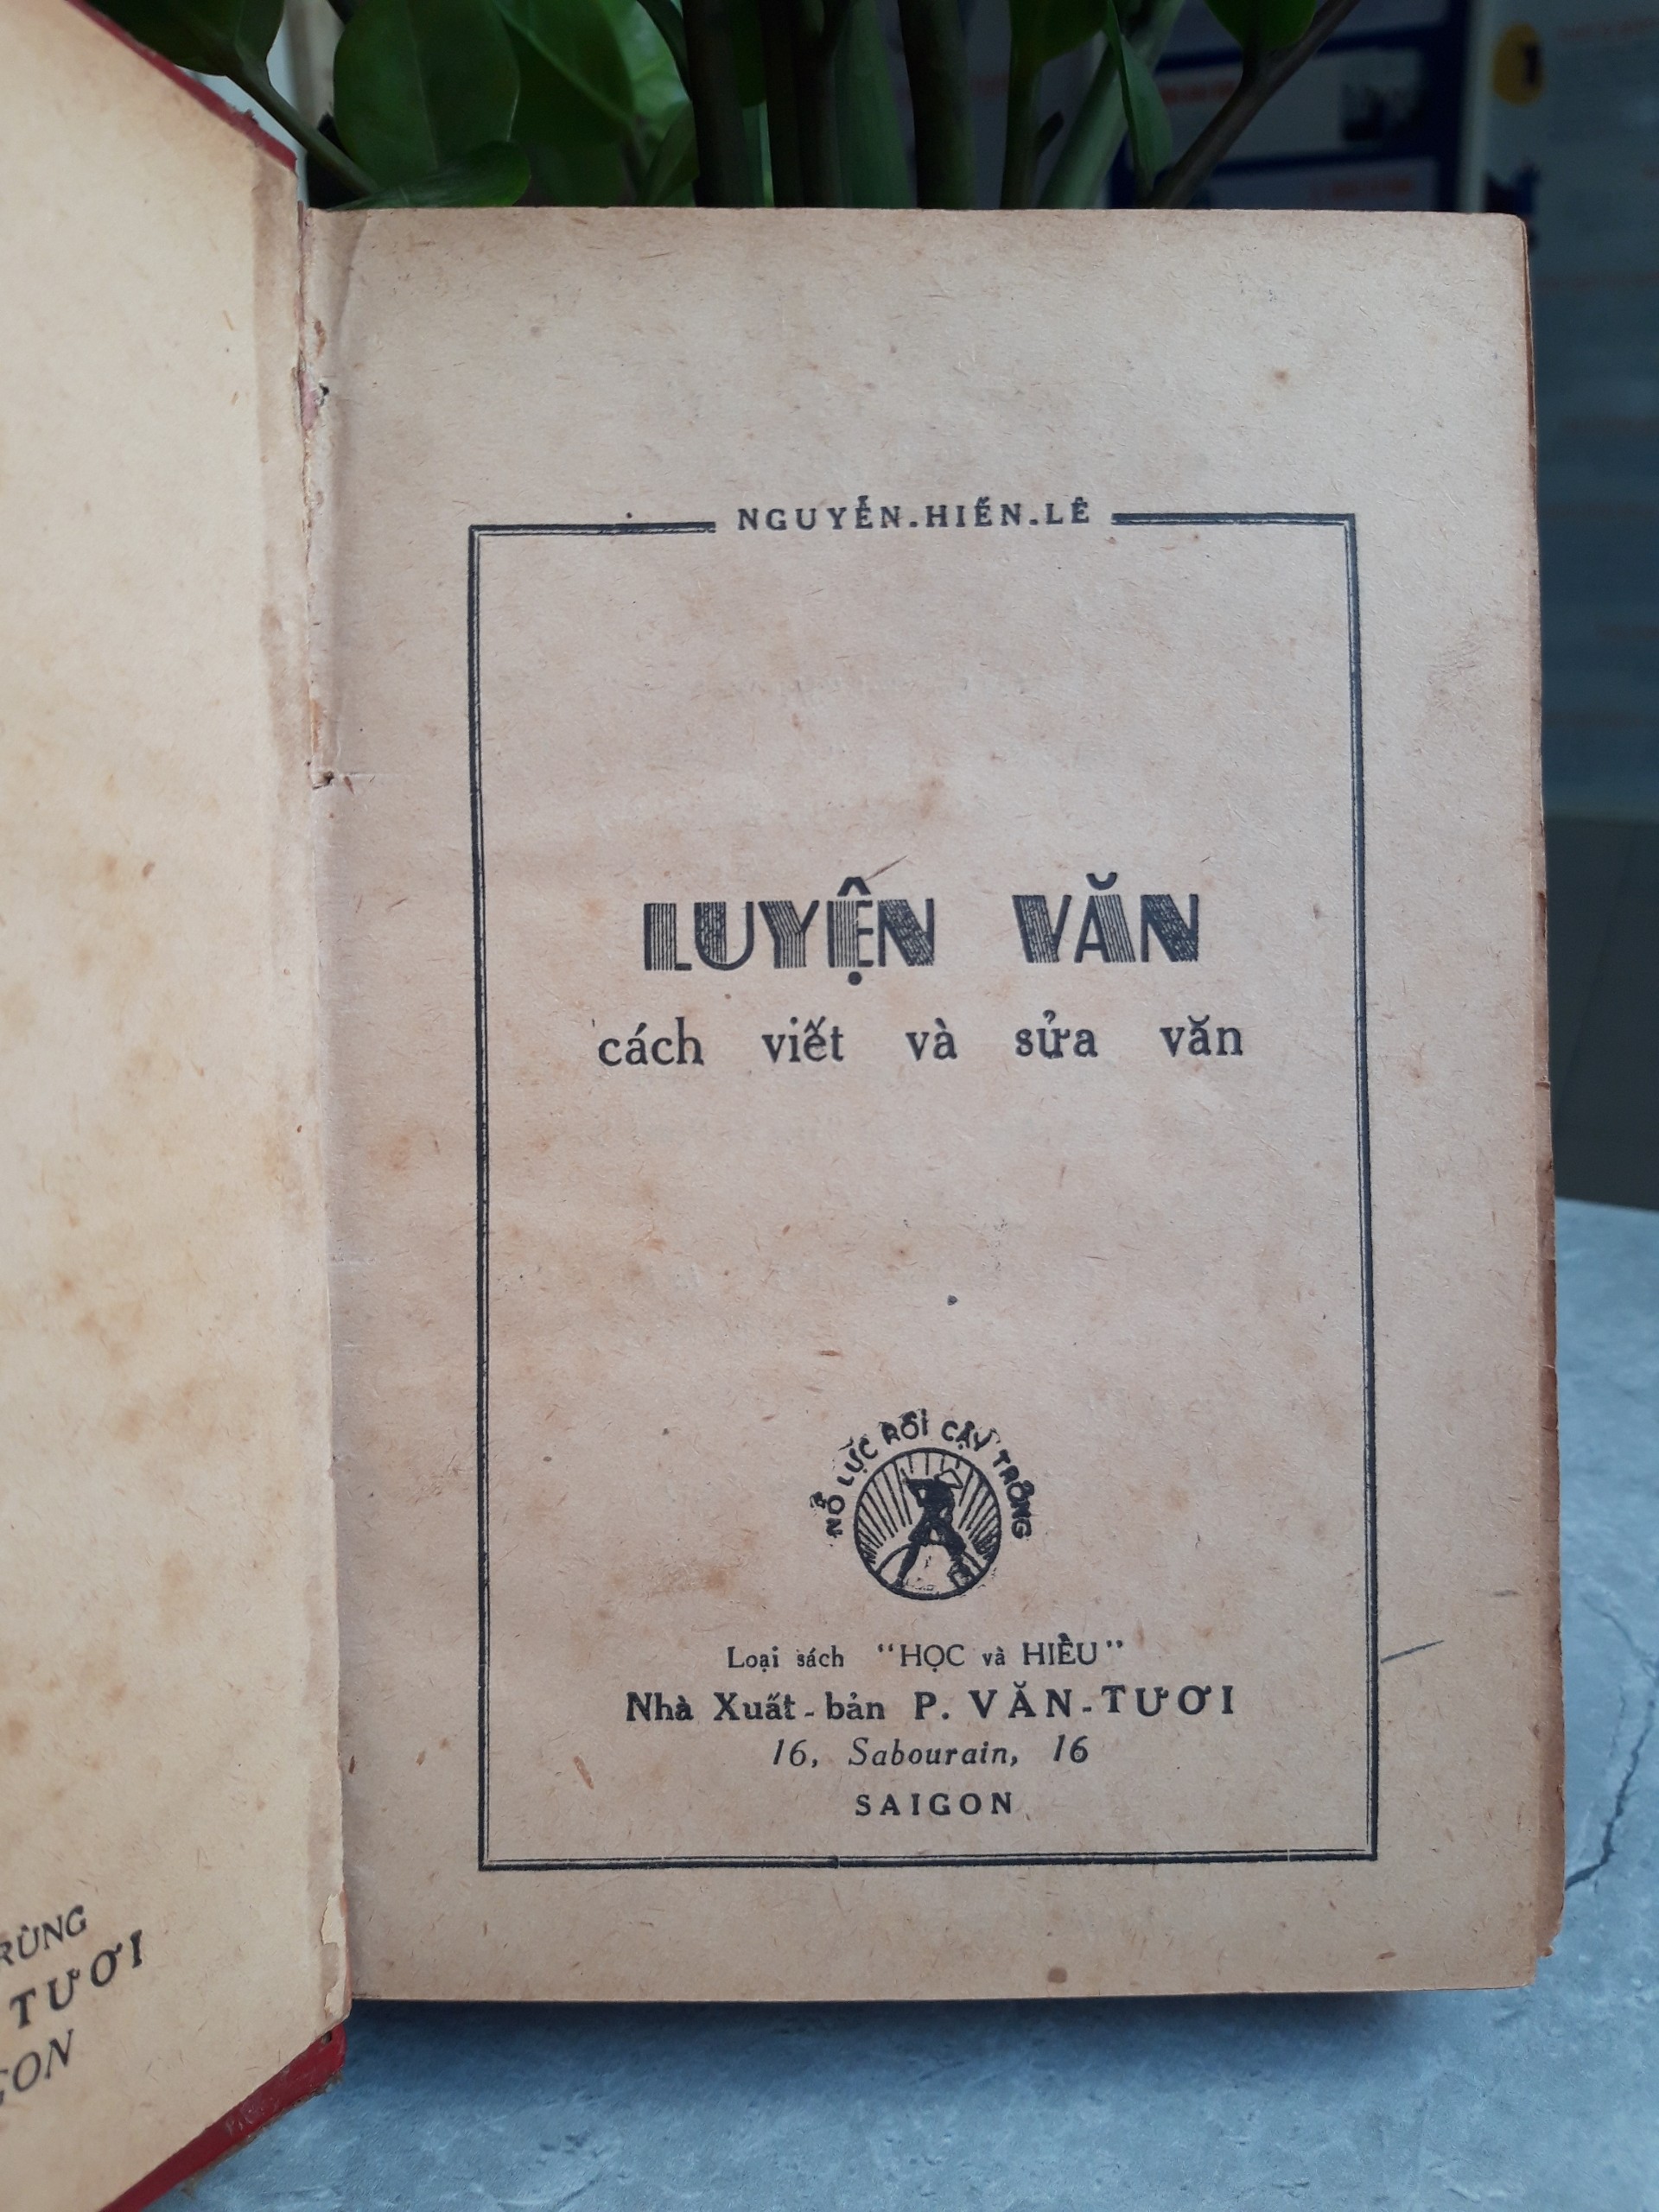 NGUYỄN.HIẾN.LÊ
LUYỆN VĂN
cách viết và sửa văn
NỔ LỰC RỒI CẬY TRÔNG
Loại sách "HỌC và HIỂU"
Nhà Xuất-bản P. VĂN-TƯƠI
16, Sabourain, 16
SAIGON
TƯƠI